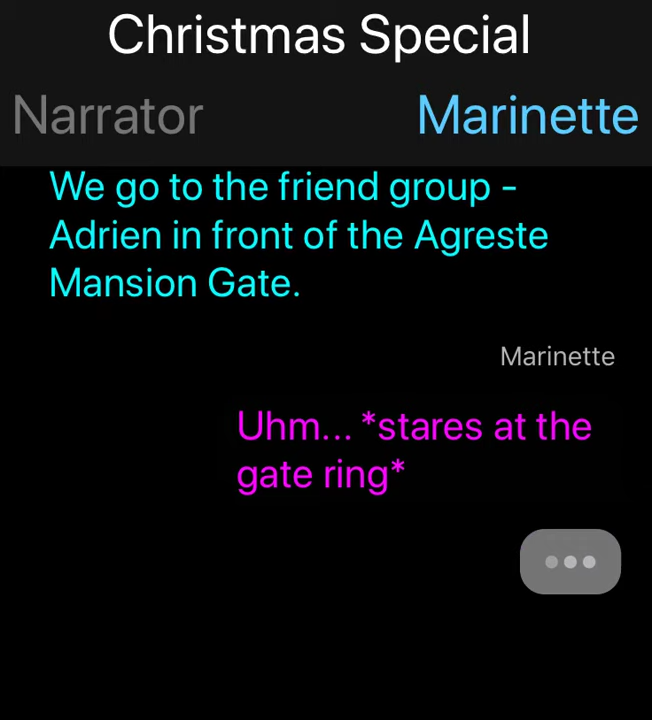 Christmas Special
Narrator
Marinette
We go to the friend group -
Adrien in front of the Agreste
Mansion Gate.
Marinette
Uhm... *stares at the
gate ring*